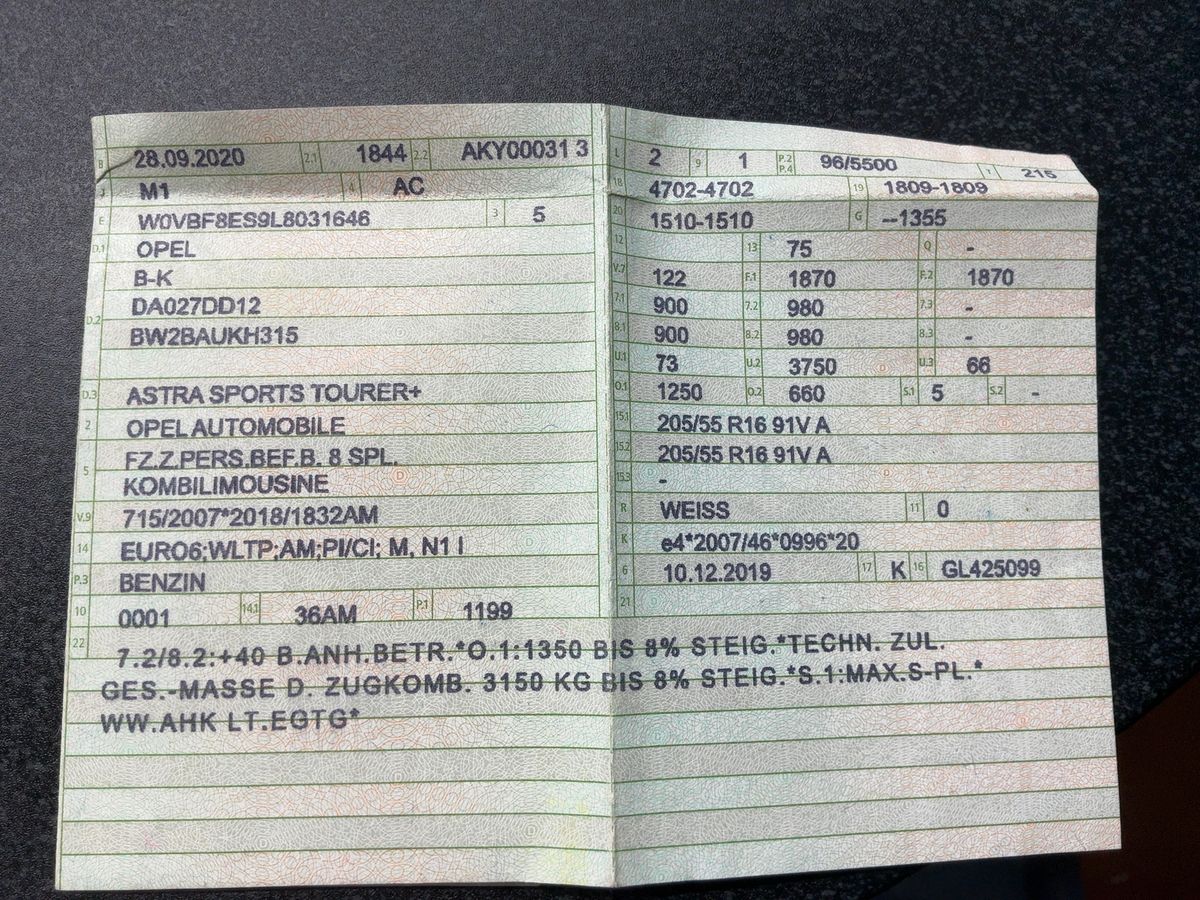 B 28.09.2020 2.1 1844 2.2 AKY00031 3
J M1 4 AC
E W0VBF8ES9L8031646 3 5
D.1 OPEL
B-K
DA027DD12
D.2 BW2BAUKH315
D.3 ASTRA SPORTS TOURER+
2 OPEL AUTOMOBILE
FZ.Z.PERS.BEF.B. 8 SPL.
5 KOMBILIMOUSINE
V.9 715/2007*2018/1832AM
14 EURO6;WLTP;AM;PI/CI; M, N1 I
P.3 BENZIN
10 0001 14.1 36AM P.1 1199
L 2 9 1 P.2 P.4 96/5500 T 215
18 4702-4702 19 1809-1809
20 1510-1510 G --1355
12 13 75 Q -
V.7 122 F.1 1870 F.2 1870
7.1 900 7.2 980 7.3 -
8.1 900 8.2 980 8.3 -
U.1 73 U.2 3750 U.3 66
O.1 1250 O.2 660 S.1 5 S.2 -
15.1 205/55 R16 91V A
15.2 205/55 R16 91V A
15.3 -
R WEISS 11 0
K e4*2007/46*0996*20
6 10.12.2019 17 K 16 GL425099
21
22 7.2/8.2:+40 B.ANH.BETR.*O.1:1350 BIS 8% STEIG.*TECHN. ZUL.
GES.-MASSE D. ZUGKOMB. 3150 KG BIS 8% STEIG.*S.1:MAX.S-PL.*
WW.AHK LT.EGTG*